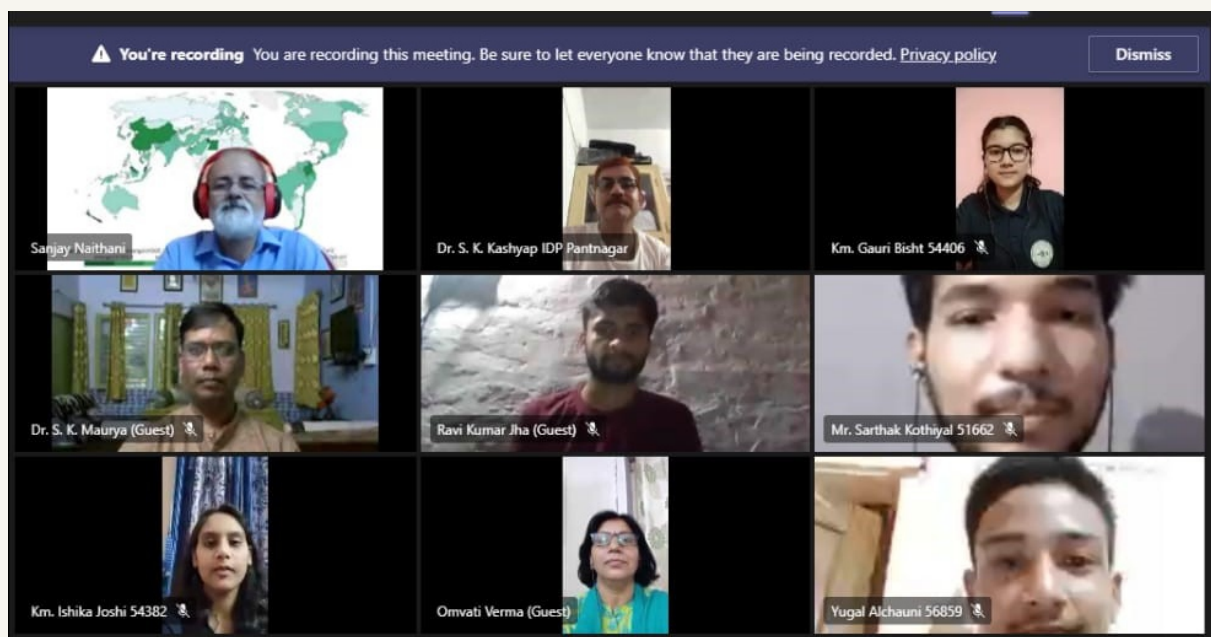 You're recording You are recording this meeting. Be sure to let everyone know that they are being recorded. Privacy policy Dismiss
Sanjay Naithani
Dr. S. K. Kashyap IDP Pantnagar
Km. Gauri Bisht 54406
Dr. S. K. Maurya (Guest)
Ravi Kumar Jha (Guest)
Mr. Sarthak Kothiyal 51662
Km. Ishika Joshi 54382
Omvati Verma (Guest)
Yugal Alchauni 56859